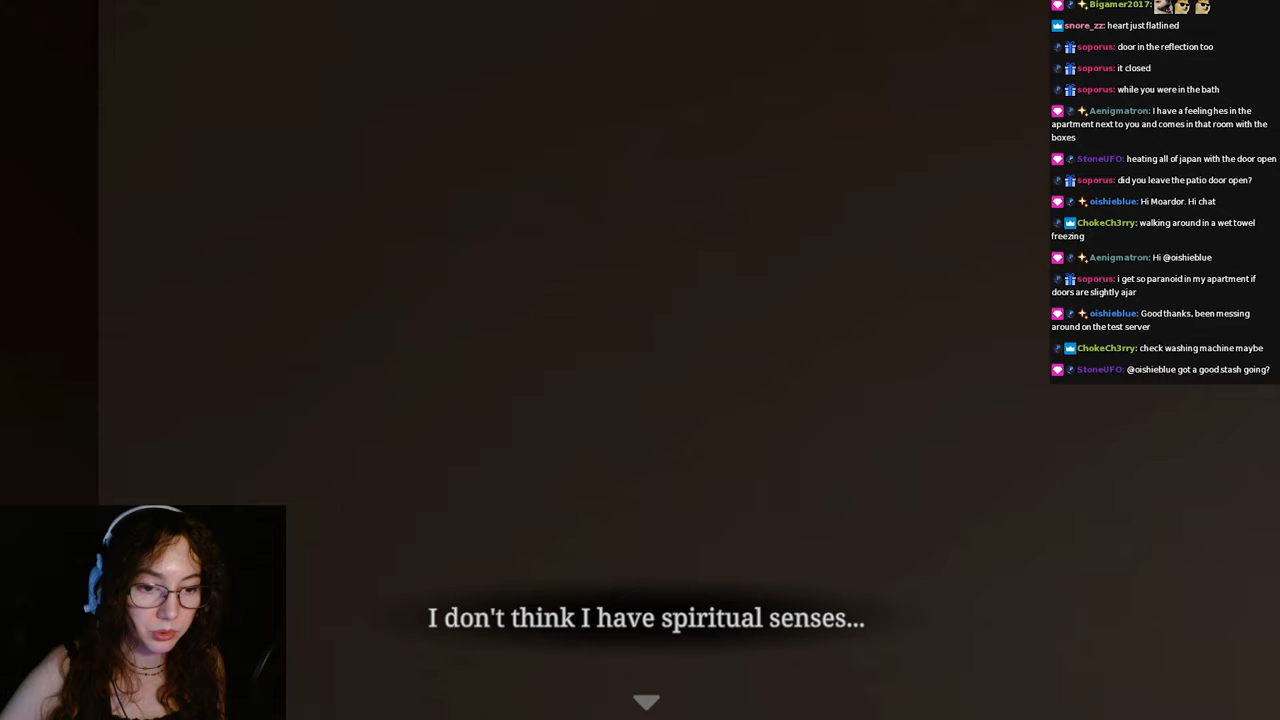 Bigamer2017:
snore_zz: heart just flatlined
soporus: door in the reflection too
soporus: it closed
soporus: while you were in the bath
Aenigmatron: I have a feeling hes in the
apartment next to you and comes in that room with the
boxes
StoneUFO: heating all of japan with the door open
soporus: did you leave the patio door open?
oishieblue: Hi Moardor. Hi chat
ChokeCh3rry: walking around in a wet towel
freezing
Aenigmatron: Hi @oishieblue
soporus: i get so paranoid in my apartment if
doors are slightly ajar
oishieblue: Good thanks, been messing
around on the test server
ChokeCh3rry: check washing machine maybe
StoneUFO: @oishieblue got a good stash going?
I don't think I have spiritual senses...